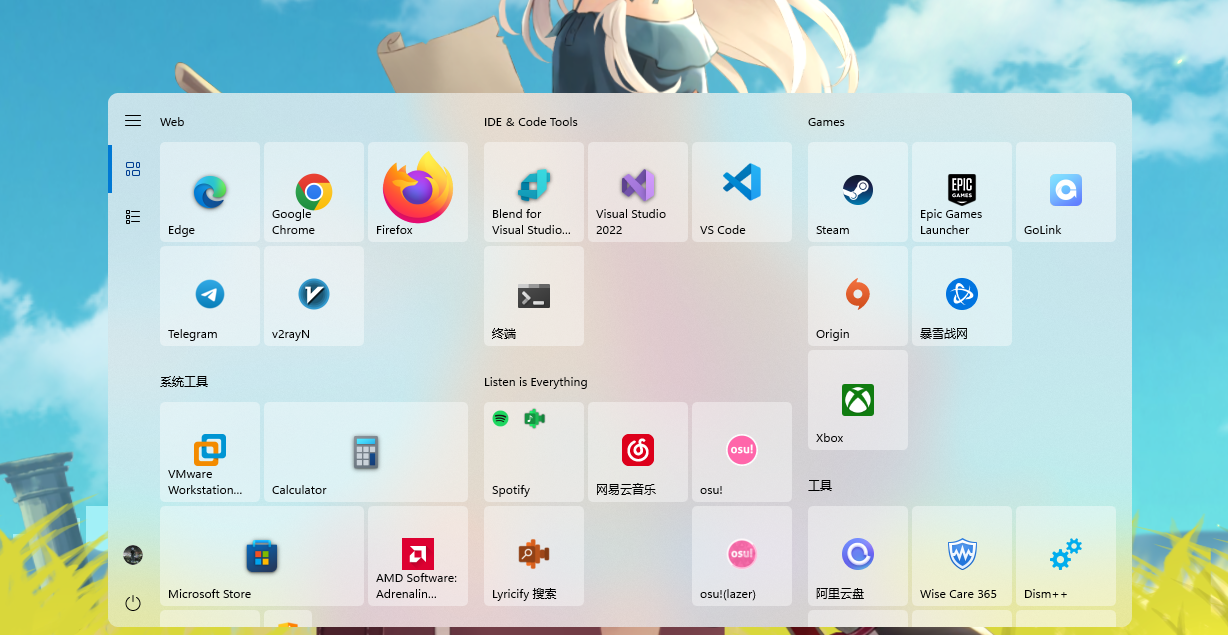 Web
Edge
Google
Chrome
Firefox
Telegram
v2rayN
系统工具
VMware
Workstation...
Calculator
Microsoft Store
AMD Software:
Adrenalin...
IDE & Code Tools
Blend for
Visual Studio...
Visual Studio
2022
VS Code
终端
Listen is Everything
Spotify
网易云音乐
osu!
osu!
Lyricify 搜索
osu!
osu!(lazer)
Games
Steam
EPIC
GAMES
Epic Games
Launcher
GoLink
Origin
暴雪战网
Xbox
工具
阿里云盘
Wise Care 365
Dism++